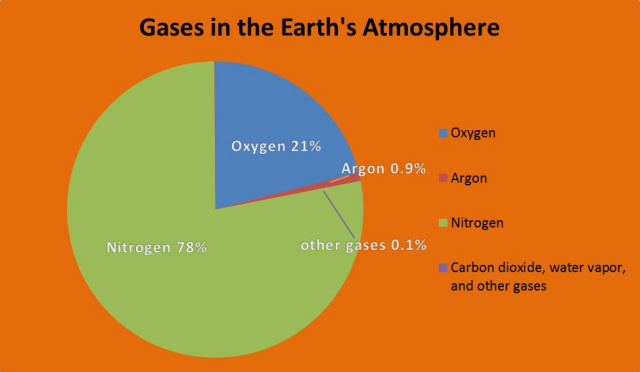 Gases in the Earth's Atmosphere
Oxygen 21%
Argon 0.9%
Nitrogen 78%
other gases 0.1%
Oxygen
Argon
Nitrogen
Carbon dioxide, water vapor,
and other gases